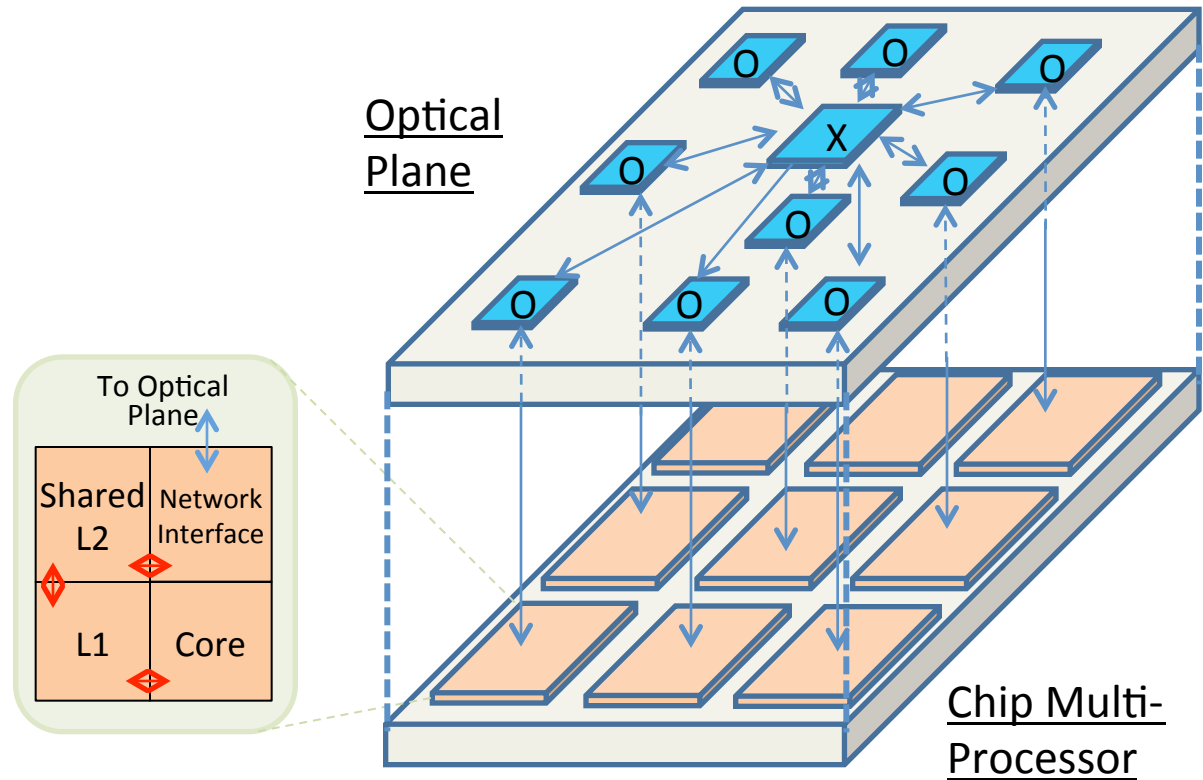 O
O
O
Optical
Plane
X
O
O
O
O
O
O
To Optical
Plane
Shared
L2
Network
Interface
L1
Core
Chip Multi-
Processor